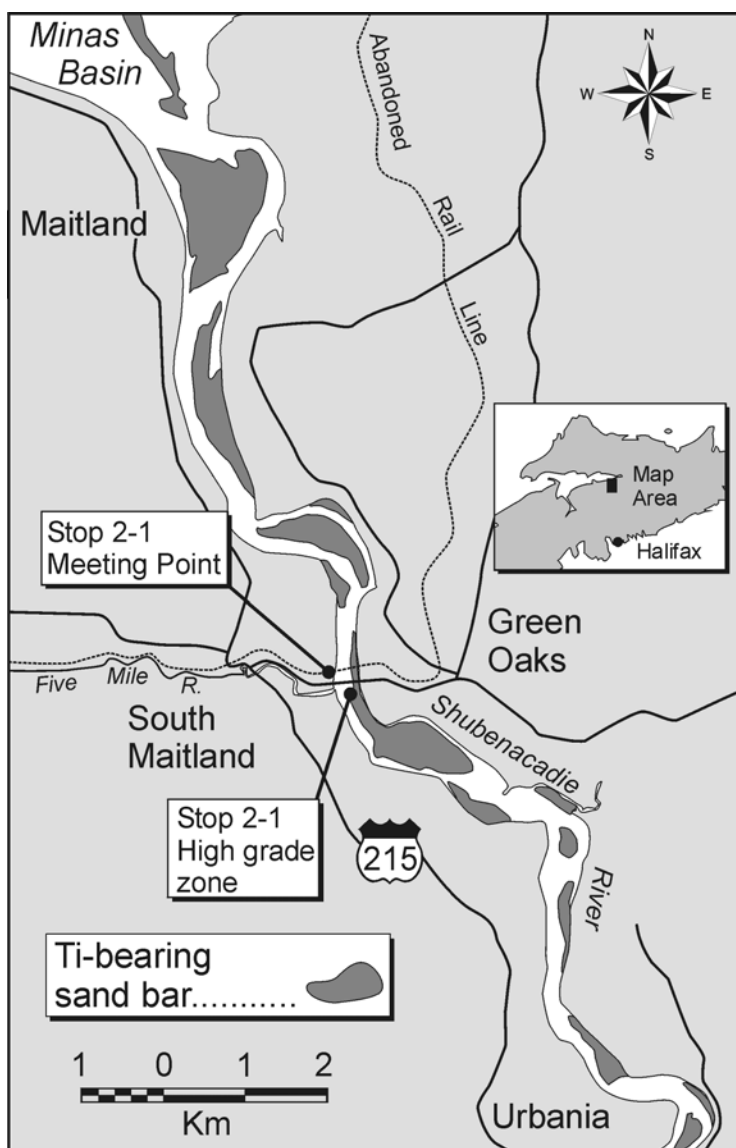 Minas
Basin
Abandoned
Rail
Line
N
W
E
S
Maitland
Map
Area
Halifax
Stop 2-1
Meeting Point
Green
Oaks
Five Mile R.
South
Maitland
Shubenacadie
River
Stop 2-1
High grade
zone
215
Ti-bearing
sand bar...........
1 0 1 2
Km
Urbania